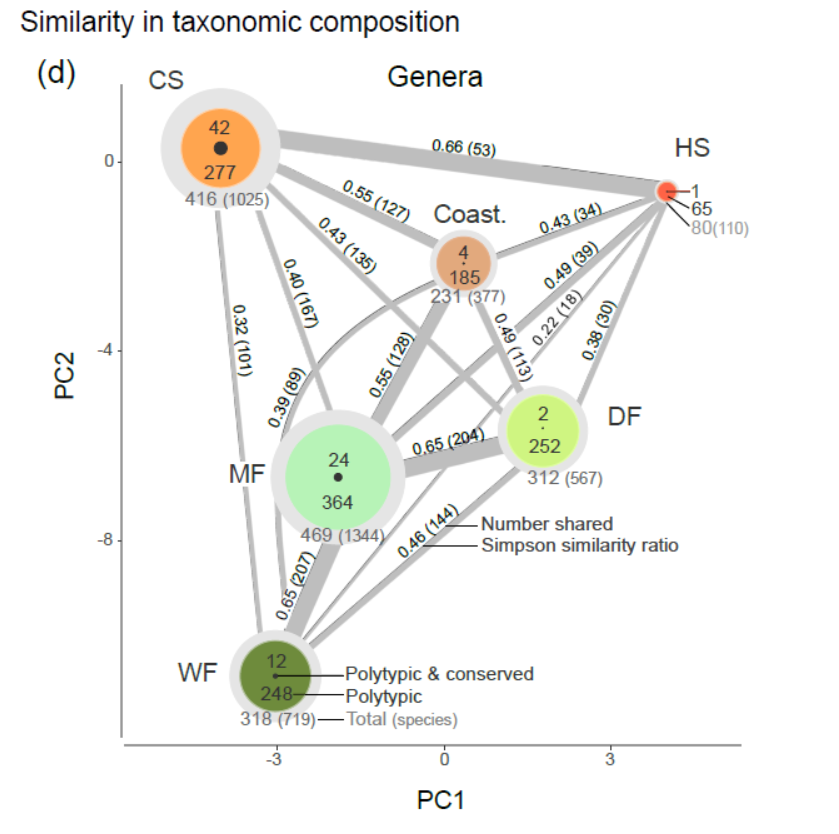 Similarity in taxonomic composition
(d)
Genera
CS
HS
42
277
416 (1025)
0.66 (53)
1
65
80(110)
0.55 (127)
Coast.
0.43 (34)
4
185
231 (377)
0.43 (135)
0.49 (39)
0.40 (167)
0.22 (18)
0.32 (101)
0.49 (113)
0.38 (30)
0.55 (128)
0.39 (89)
0
-4
-8
PC2
2
252
312 (567)
DF
0.65 (204)
MF
24
364
469 (1344)
0.46 (144)
Number shared
Simpson similarity ratio
0.65 (207)
WF
12
248
318 (719)
Polytypic & conserved
Polytypic
Total (species)
-3
0
3
PC1